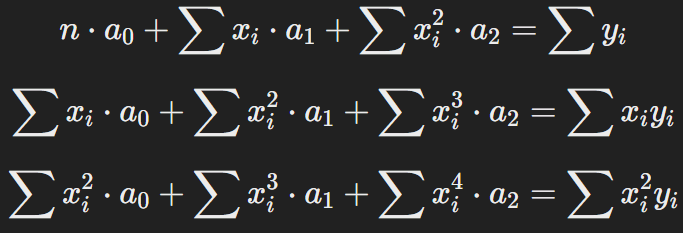 n · a₀ + ∑ xᵢ · a₁ + ∑ xᵢ² · a₂ = ∑ yᵢ
∑ xᵢ · a₀ + ∑ xᵢ² · a₁ + ∑ xᵢ³ · a₂ = ∑ xᵢyᵢ
∑ xᵢ² · a₀ + ∑ xᵢ³ · a₁ + ∑ xᵢ⁴ · a₂ = ∑ xᵢ²yᵢ